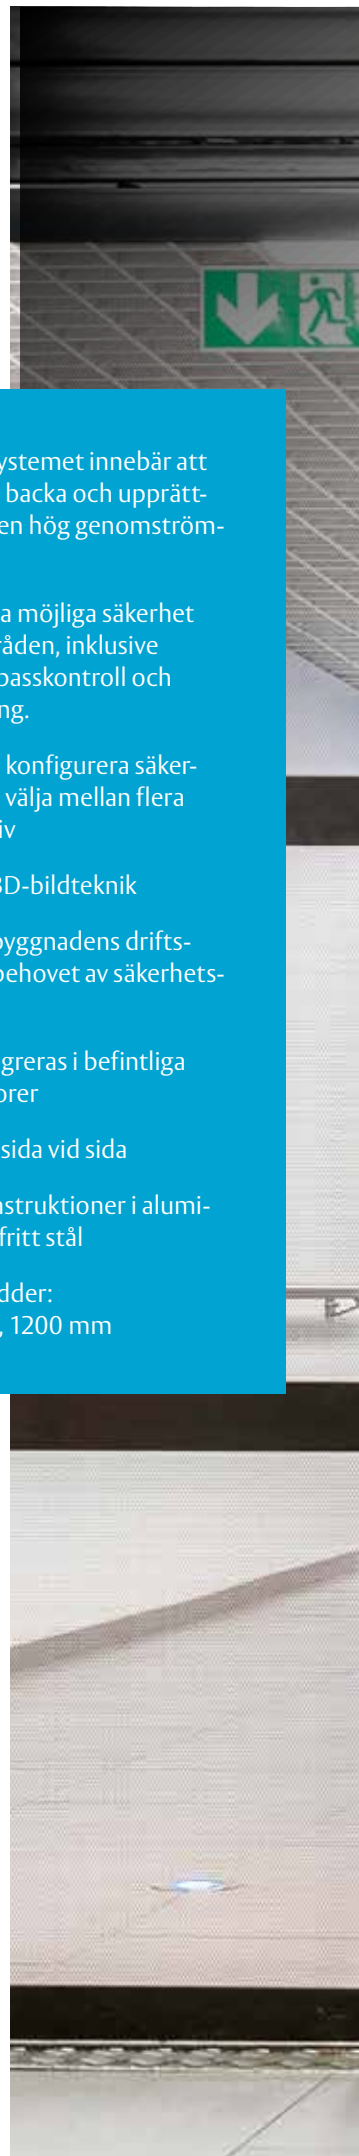 ystemet innebär att
backa och upprätt-
en hög genomström-
a möjliga säkerhet
råden, inklusive
passkontroll och
ng.
konfigurera säker-
välja mellan flera
iv
3D-bildteknik
byggnadens drifts-
behovet av säkerhets-
greras i befintliga
orer
sida vid sida
nstruktioner i alumi-
fritt stål
dder:
, 1200 mm